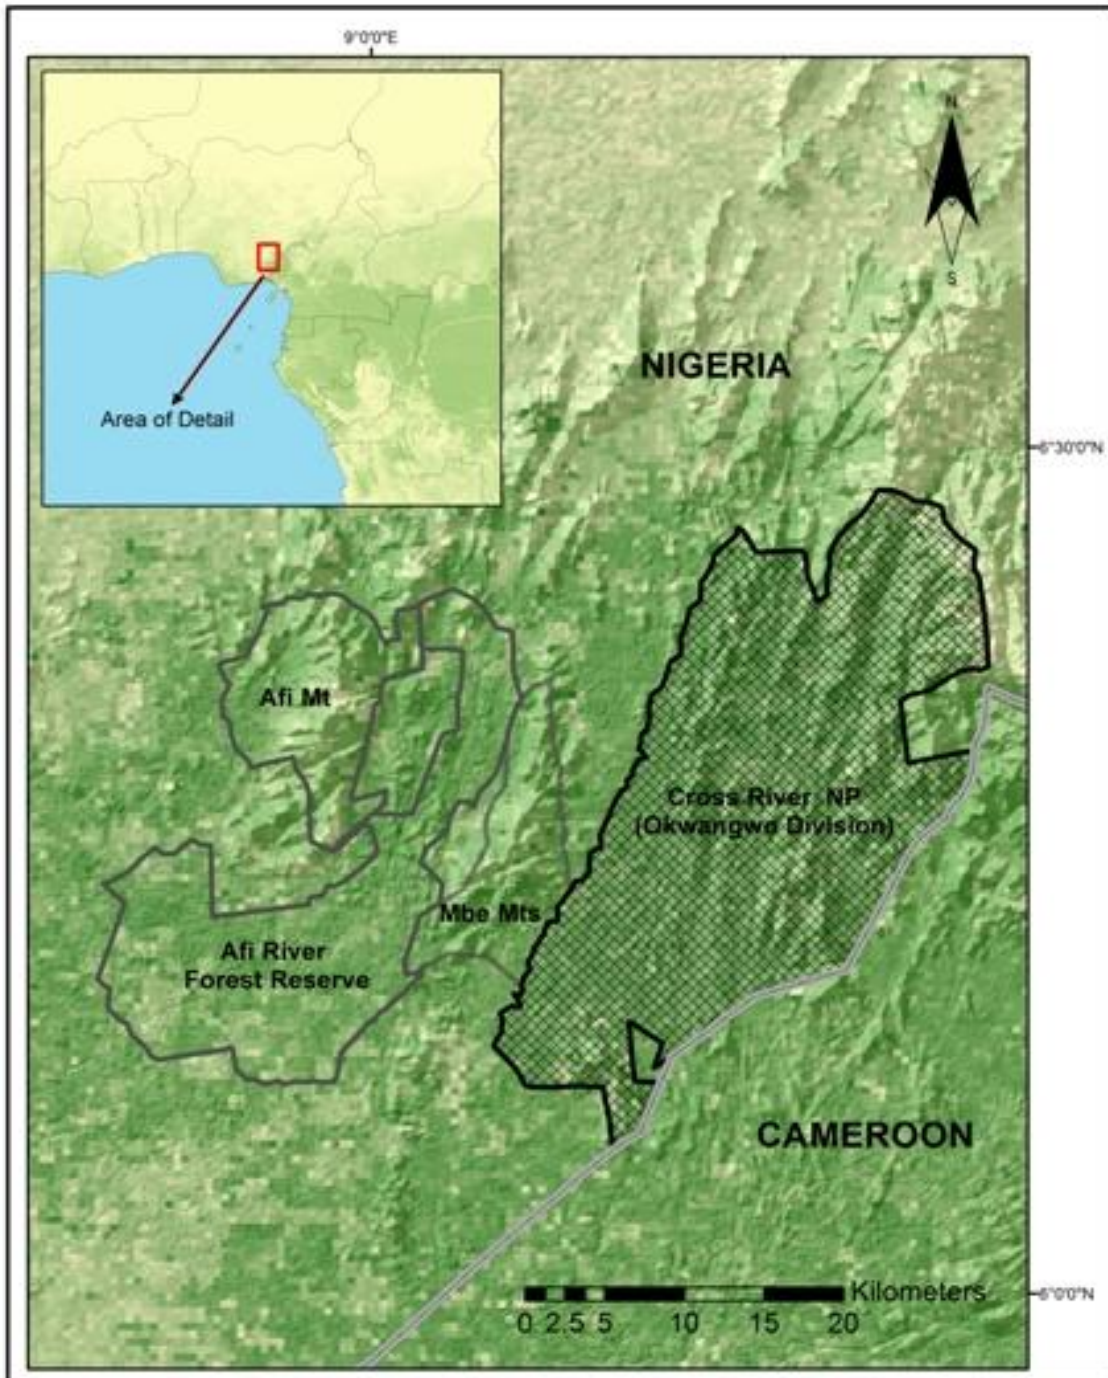 9°0'0"E
N
S
Area of Detail
NIGERIA
6°30'0"N
Afi Mt
Cross River NP
(Okwangwo Division)
Mbe Mts
Afi River
Forest Reserve
CAMEROON
Kilometers
0 2.5 5 10 15 20
6°0'0"N